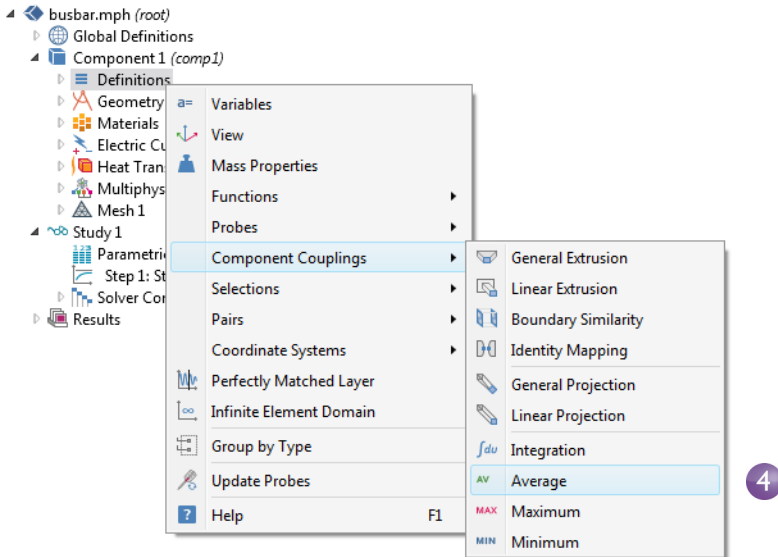 busbar.mph (root)
Global Definitions
Component 1 (comp1)
Definitions
Geometry
Materials
Electric Cu
Heat Tran
Multiphys
Mesh 1
Study 1
Parametri
Step 1: St
Solver Cor
Results
a= Variables
View
Mass Properties
Functions
Probes
Component Couplings
Selections
Pairs
Coordinate Systems
Perfectly Matched Layer
Infinite Element Domain
Group by Type
Update Probes
Help F1
General Extrusion
Linear Extrusion
Boundary Similarity
Identity Mapping
General Projection
Linear Projection
∫du Integration
AV Average
MAX Maximum
MIN Minimum
4